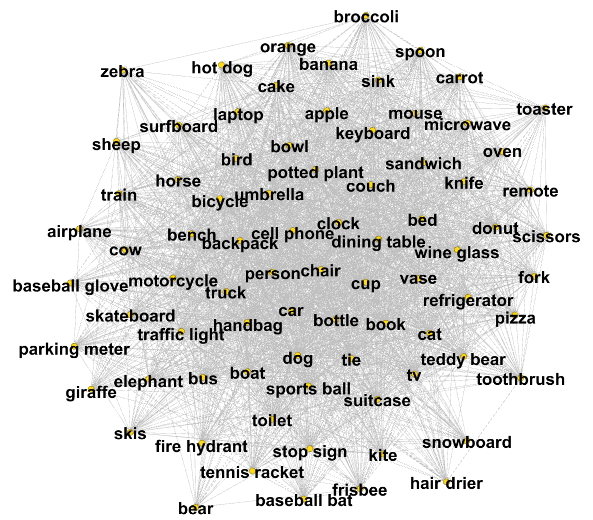 broccoli
orange
spoon
banana
hot dog
zebra
sink
carrot
cake
toaster
laptop
apple
mouse
microwave
surfboard
keyboard
sheep
bowl
oven
bird
sandwich
potted plant
horse
couch
knife
remote
train
bicycle
umbrella
clock
bed
donut
airplane
bench
cell phone
scissors
backpack
dining table
cow
wine glass
person
chair
baseball glove
motorcycle
cup
vase
fork
truck
refrigerator
car
skateboard
bottle
pizza
handbag
book
traffic light
cat
parking meter
dog
tie
teddy bear
boat
tv
toothbrush
elephant
bus
giraffe
sports ball
suitcase
toilet
skis
snowboard
fire hydrant
stop sign
kite
tennis racket
hair drier
frisbee
baseball bat
bear